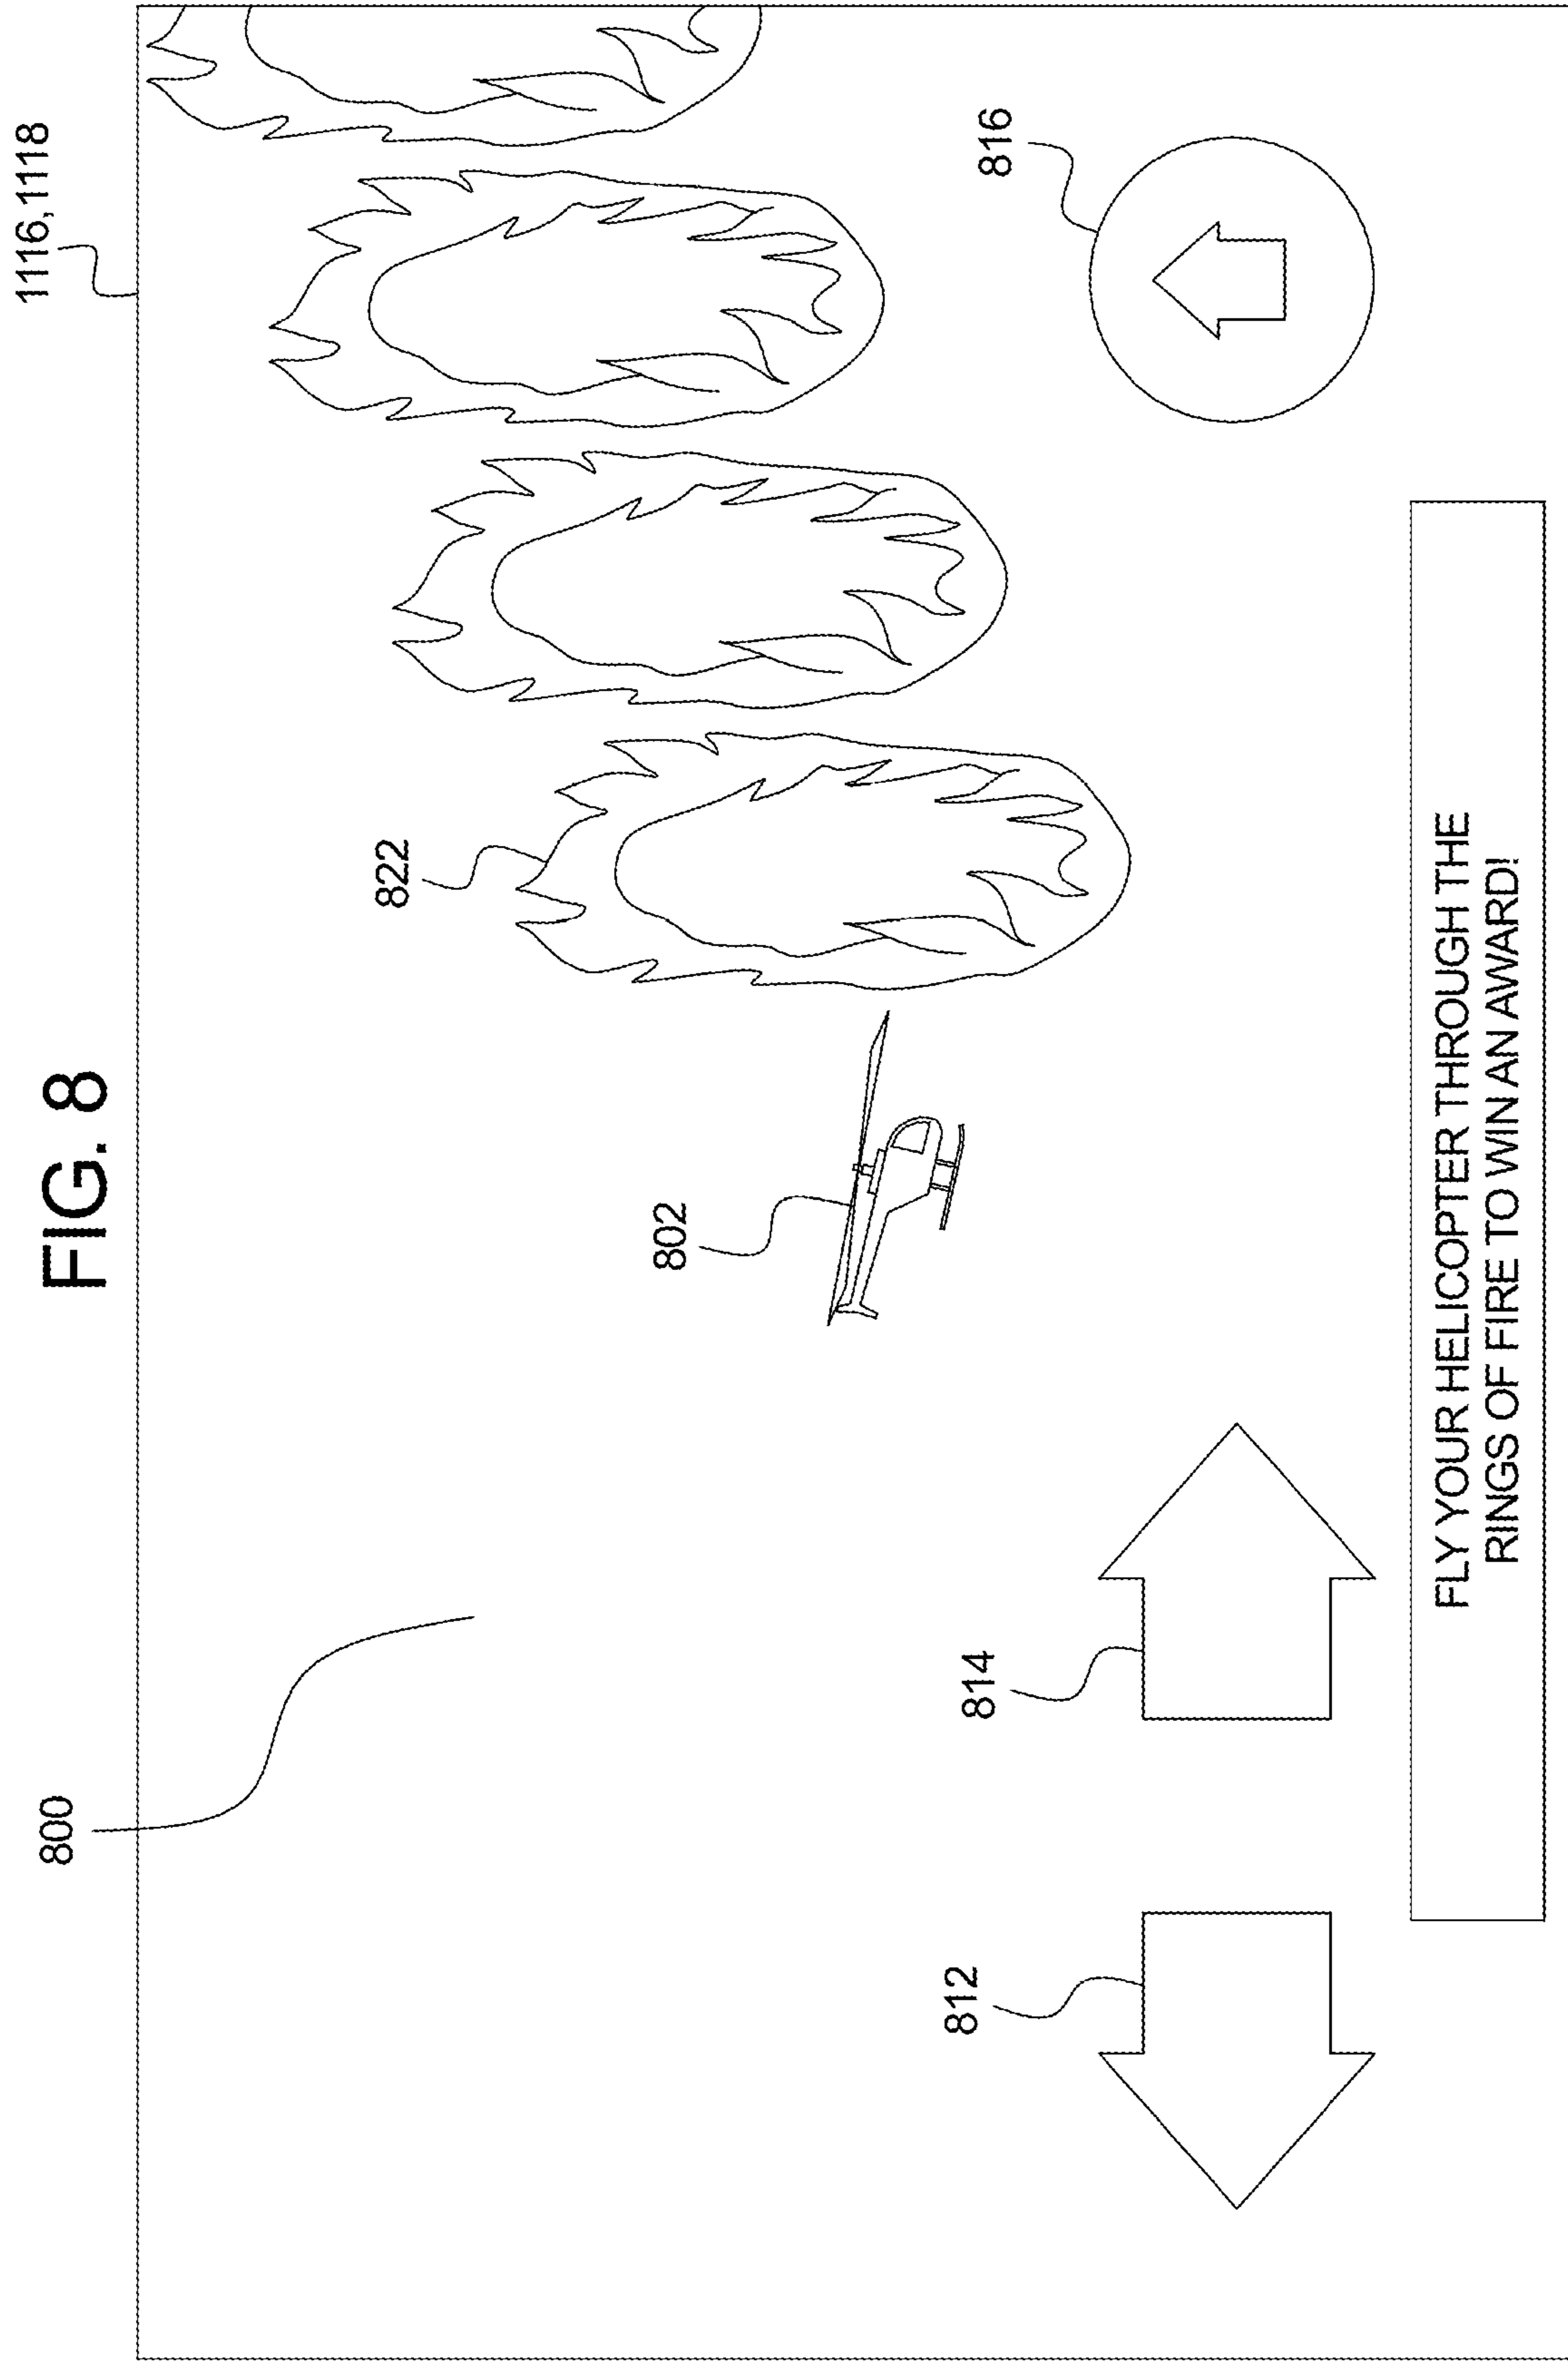 FIG. 8
800
1116,1118
822
802
816
814
812
FLY YOUR HELICOPTER THROUGH THE
RINGS OF FIRE TO WIN AN AWARD!